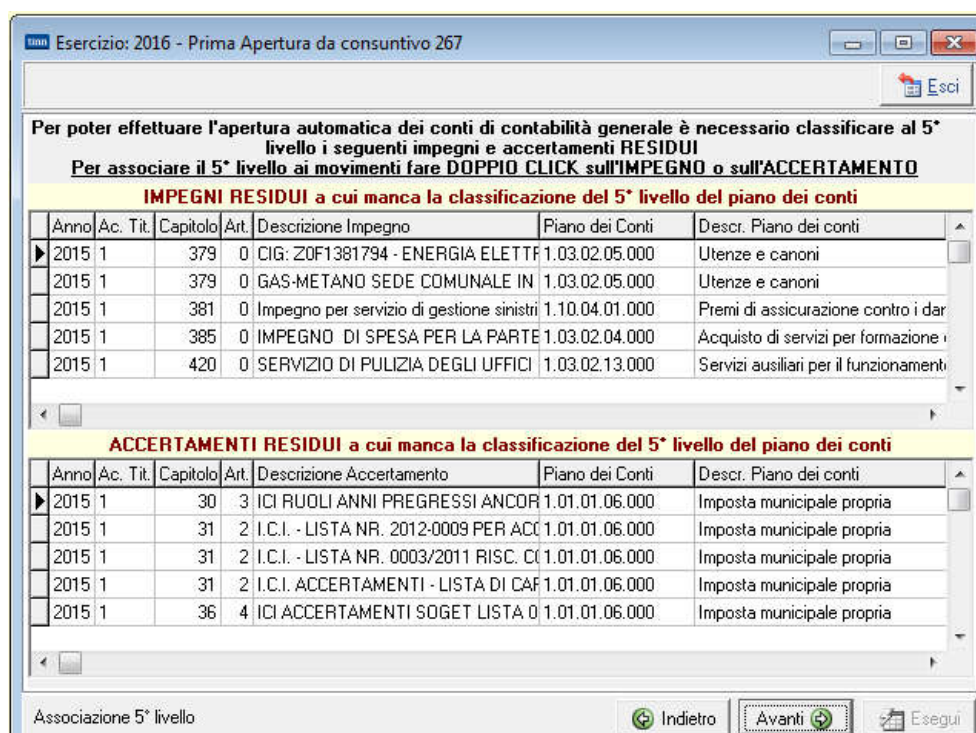 tinn Esercizio: 2016 - Prima Apertura da consuntivo 267
Esci
Per poter effettuare l'apertura automatica dei conti di contabilità generale è necessario classificare al 5° livello i seguenti impegni e accertamenti RESIDUI
Per associare il 5° livello ai movimenti fare DOPPIO CLICK sull'IMPEGNO o sull'ACCERTAMENTO
IMPEGNI RESIDUI a cui manca la classificazione del 5° livello del piano dei conti
Anno Ac. Tit. Capitolo Art. Descrizione Impegno Piano dei Conti Descr. Piano dei conti
2015 1 379 0 CIG: Z0F1381794 - ENERGIA ELETTR 1.03.02.05.000 Utenze e canoni
2015 1 379 0 GAS-METANO SEDE COMUNALE IN 1.03.02.05.000 Utenze e canoni
2015 1 381 0 Impegno per servizio di gestione sinistri 1.10.04.01.000 Premi di assicurazione contro i dan
2015 1 385 0 IMPEGNO DI SPESA PER LA PARTE 1.03.02.04.000 Acquisto di servizi per formazione
2015 1 420 0 SERVIZIO DI PULIZIA DEGLI UFFICI 1.03.02.13.000 Servizi ausiliari per il funzionament
ACCERTAMENTI RESIDUI a cui manca la classificazione del 5° livello del piano dei conti
Anno Ac. Tit. Capitolo Art. Descrizione Accertamento Piano dei Conti Descr. Piano dei conti
2015 1 30 3 ICI RUOLI ANNI PREGRESSI ANCOR 1.01.01.06.000 Imposta municipale propria
2015 1 31 2 I.C.I. - LISTA NR. 2012-0009 PER ACC 1.01.01.06.000 Imposta municipale propria
2015 1 31 2 I.C.I. - LISTA NR. 0003/2011 RISC. CO 1.01.01.06.000 Imposta municipale propria
2015 1 31 2 I.C.I. ACCERTAMENTI - LISTA DI CAR 1.01.01.06.000 Imposta municipale propria
2015 1 36 4 ICI ACCERTAMENTI SOGET LISTA 0 1.01.01.06.000 Imposta municipale propria
Associazione 5° livello
Indietro
Avanti
Esegui